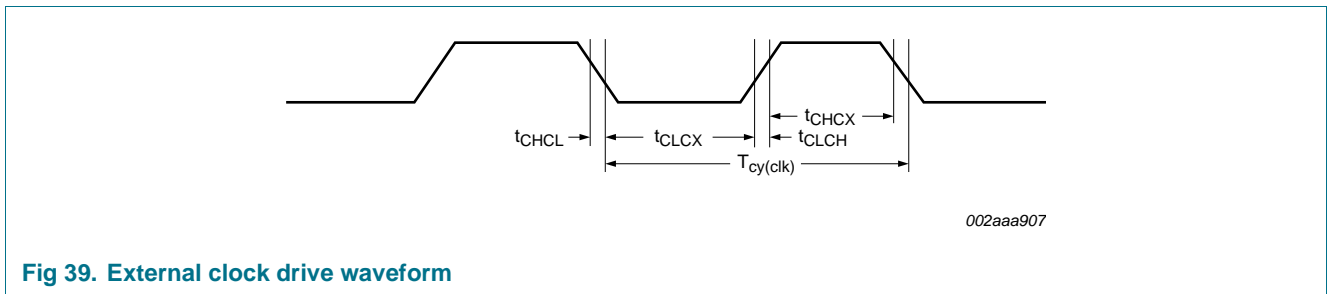 tCHCX
tCHCL tCLCX tCLCH
Tcy(clk)
002aaa907
Fig 39. External clock drive waveform